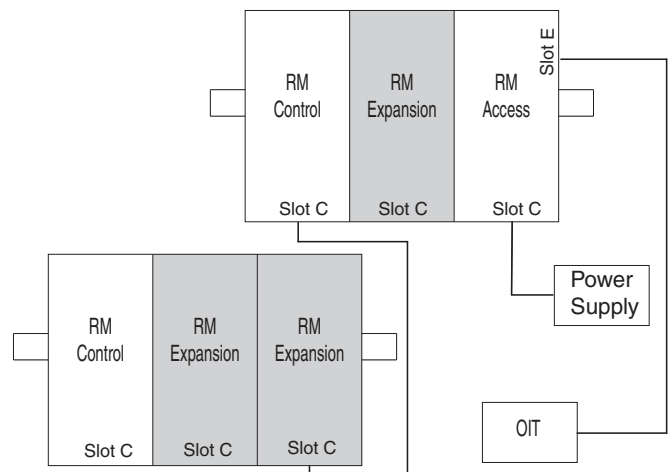 Slot E
RM
Control
RM
Expansion
RM
Access
Slot C
Slot C
Slot C
Power
Supply
RM
Control
RM
Expansion
RM
Expansion
Slot C
Slot C
Slot C
OIT